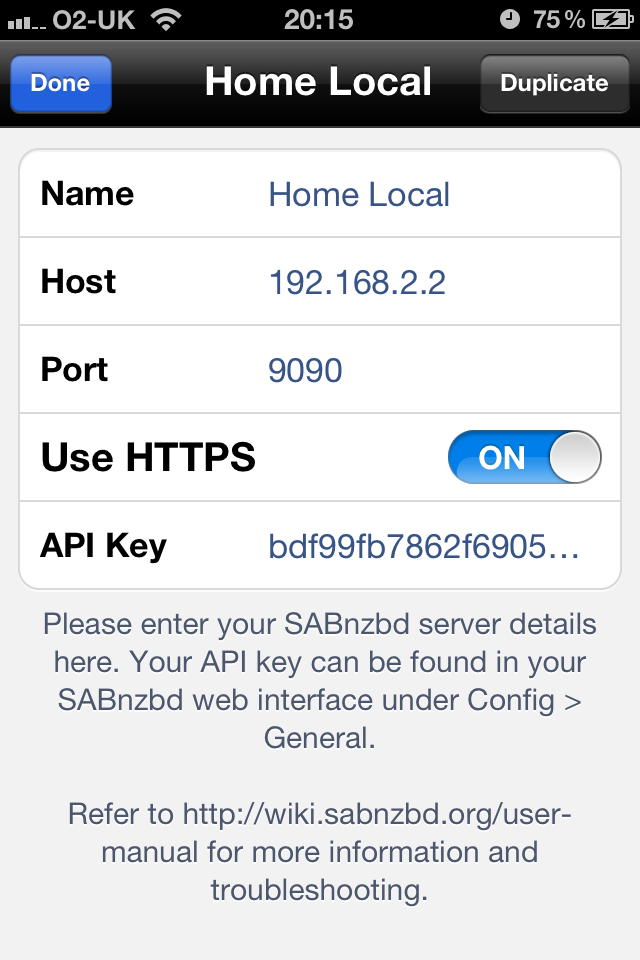 O2-UK 20:15 75%
Done Home Local Duplicate
Name Home Local
Host 192.168.2.2
Port 9090
Use HTTPS ON
API Key bdf99fb7862f6905...
Please enter your SABnzbd server details
here. Your API key can be found in your
SABnzbd web interface under Config >
General.
Refer to http://wiki.sabnzbd.org/user-
manual for more information and
troubleshooting.